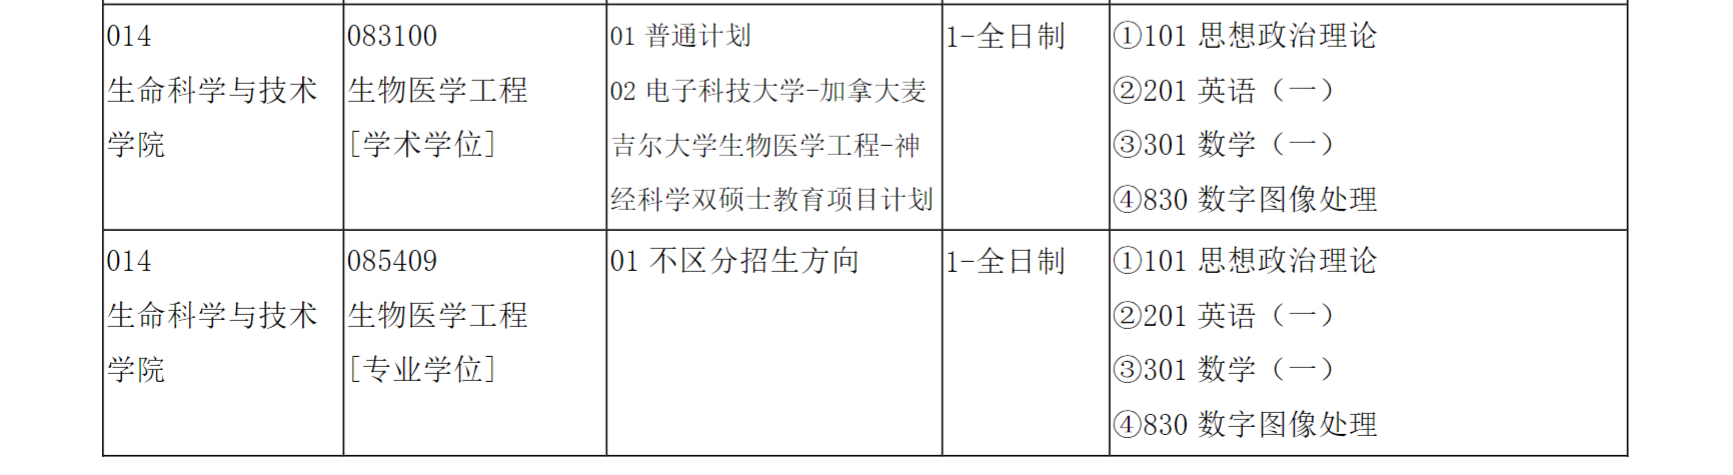 014
生命科学与技术
学院
083100
生物医学工程
[学术学位]
01 普通计划
02 电子科技大学-加拿大麦
吉尔大学生物医学工程-神
经科学双硕士教育项目计划
1-全日制
①101 思想政治理论
②201 英语（一）
③301 数学（一）
④830 数字图像处理
014
生命科学与技术
学院
085409
生物医学工程
[专业学位]
01 不区分招生方向
1-全日制
①101 思想政治理论
②201 英语（一）
③301 数学（一）
④830 数字图像处理